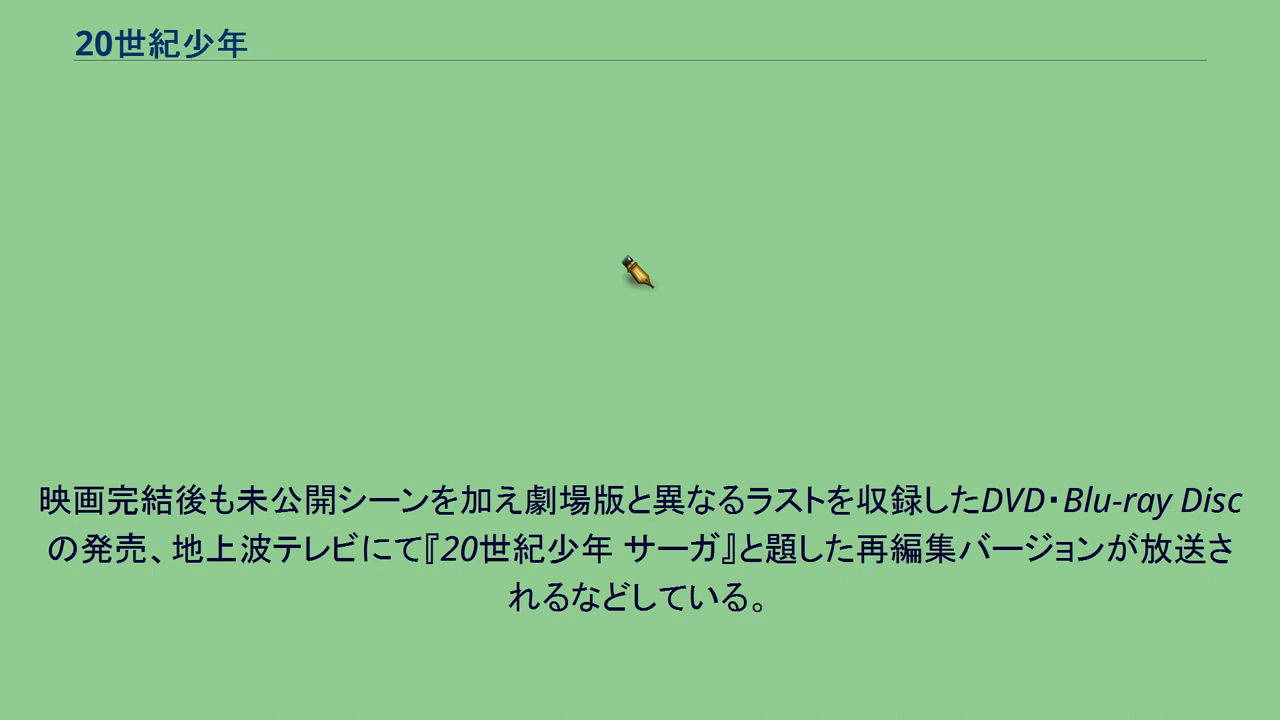 20世紀少年
映画完結後も未公開シーンを加え劇場版と異なるラストを収録したDVD・Blu-ray Disc
の発売、地上波テレビにて『20世紀少年 サーガ』と題した再編集バージョンが放送さ
れるなどしている。